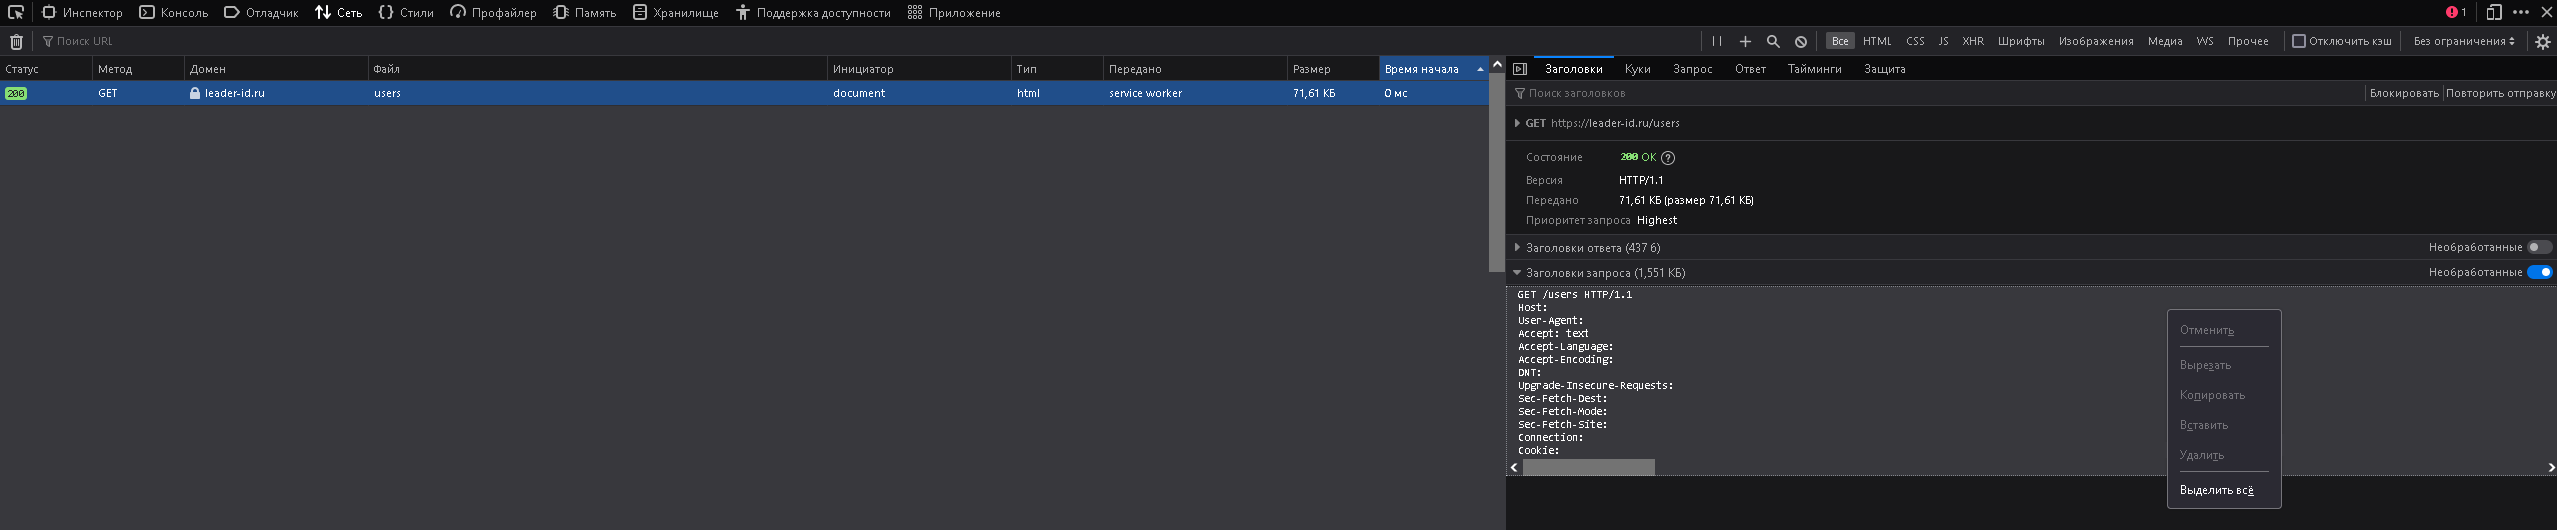 Инспектор Консоль Отладчик Сеть Стили Профайлер Память Хранилище Поддержка доступности Приложение 1
Поиск URL Все HTML CSS JS XHR Шрифты Изображения Медиа WS Прочее Отключить кэш Без ограничения
Статус Метод Домен Файл Инициатор Тип Передано Размер Время начала
200 GET leader-id.ru users document html service worker 71,61 КБ 0 мс
Заголовки Куки Запрос Ответ Тайминги Защита
Поиск заголовков Блокировать Повторить отправку
GET https://leader-id.ru/users
Состояние 200 OK ?
Версия HTTP/1.1
Передано 71,61 КБ (размер 71,61 КБ)
Приоритет запроса Highest
Заголовки ответа (437 б) Необработанные
Заголовки запроса (1,551 КБ) Необработанные
GET /users HTTP/1.1
Host:
User-Agent:
Accept: text
Accept-Language:
Accept-Encoding:
DNT:
Upgrade-Insecure-Requests:
Sec-Fetch-Dest:
Sec-Fetch-Mode:
Sec-Fetch-Site:
Connection:
Cookie:
Отменить
Вырезать
Копировать
Вставить
Удалить
Выделить всё